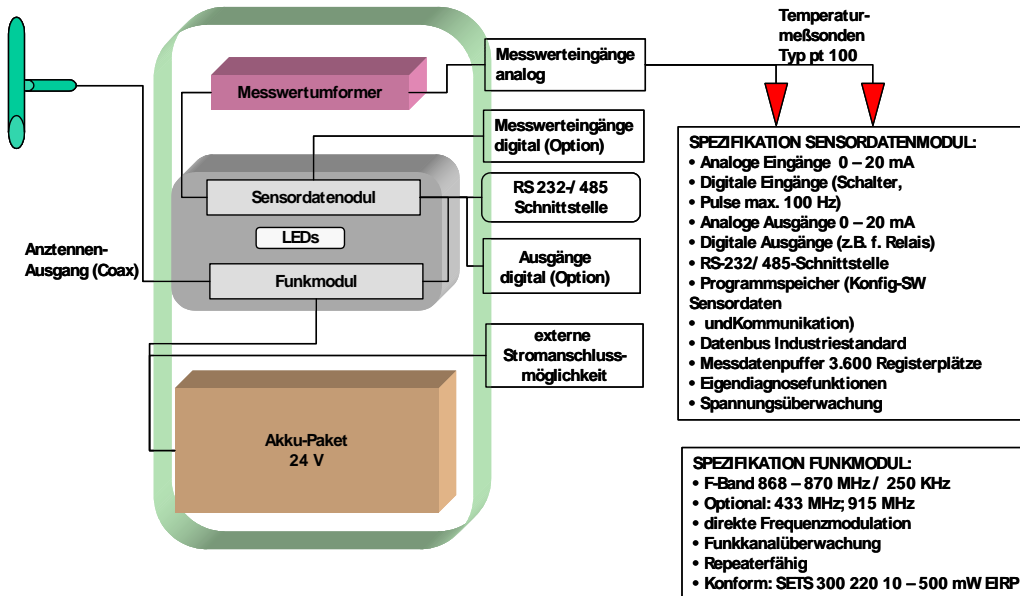 Temperatur-
meßsonden
Typ pt 100
Messwerteingänge
analog
Messwertumformer
Messwerteingänge
digital (Option)
Sensordatenodul
RS 232-/ 485
Schnittstelle
LEDs
Anztennen-
Ausgang (Coax)
Funkmodul
Ausgänge
digital (Option)
externe
Stromanschluss-
möglichkeit
Akku-Paket
24 V
SPEZIFIKATION SENSORDATENMODUL:
• Analoge Eingänge 0 – 20 mA
• Digitale Eingänge (Schalter,
• Pulse max. 100 Hz)
• Analoge Ausgänge 0 – 20 mA
• Digitale Ausgänge (z.B. f. Relais)
• RS-232/ 485-Schnittstelle
• Programmspeicher (Konfig-SW
Sensordaten
• undKommunikation)
• Datenbus Industriestandard
• Messdatenpuffer 3.600 Registerplätze
• Eigendiagnosefunktionen
• Spannungsüberwachung
SPEZIFIKATION FUNKMODUL:
• F-Band 868 – 870 MHz / 250 KHz
• Optional: 433 MHz; 915 MHz
• direkte Frequenzmodulation
• Funkkanalüberwachung
• Repeaterfähig
• Konform: SETS 300 220 10 – 500 mW EIRP